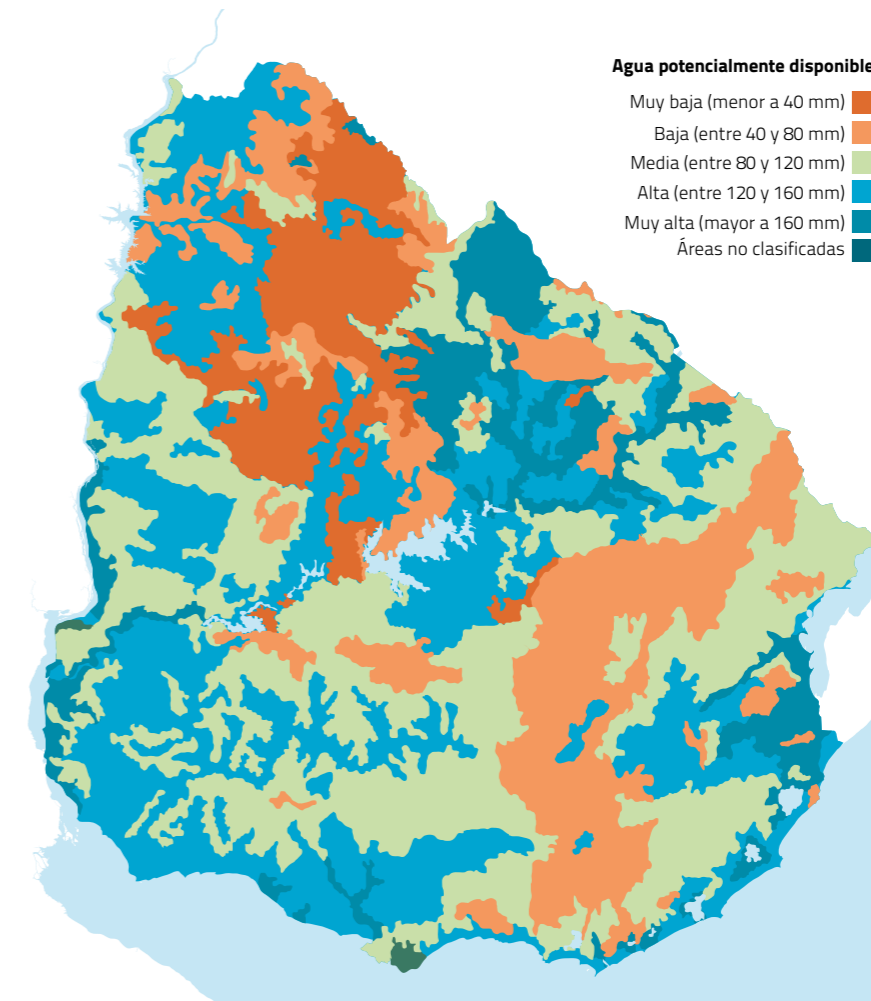 Agua potencialmente disponible
Muy baja (menor a 40 mm)
Baja (entre 40 y 80 mm)
Media (entre 80 y 120 mm)
Alta (entre 120 y 160 mm)
Muy alta (mayor a 160 mm)
Áreas no clasificadas